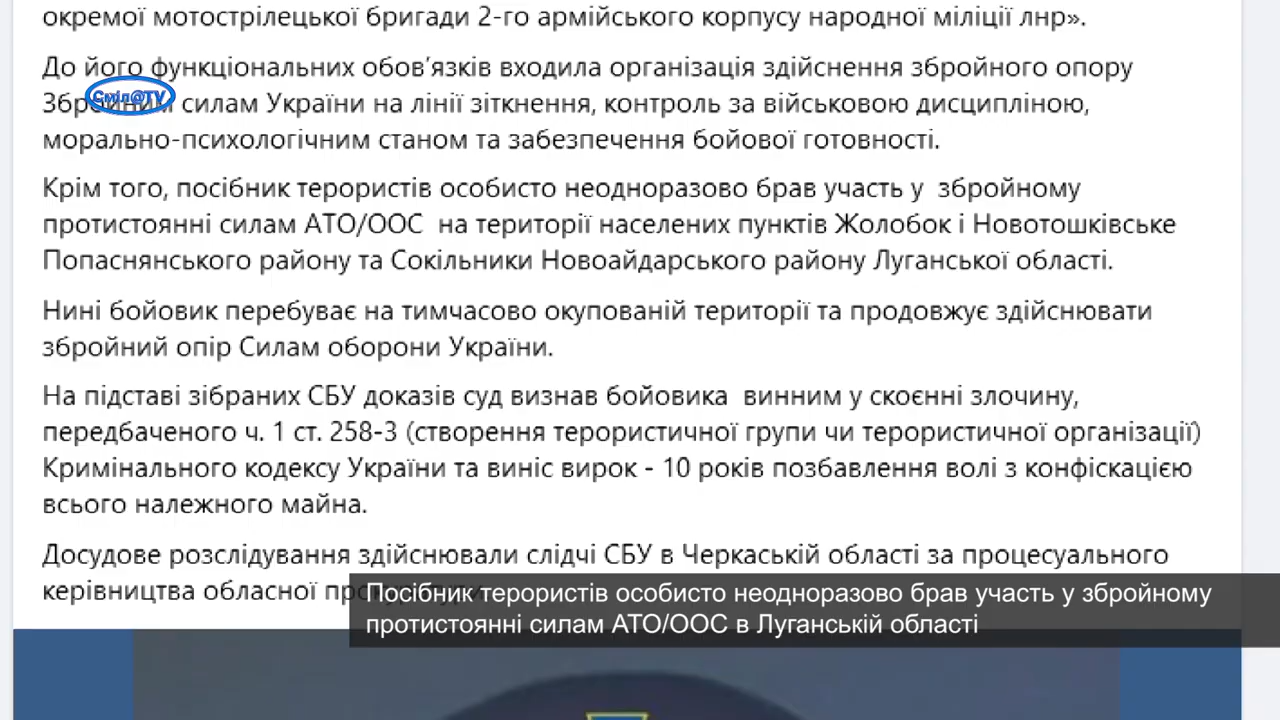 окремої мотострілецької бригади 2-го армійського корпусу народної міліції лнр».
До його функціональних обов’язків входила організація здійснення збройного опору
Збройним силам України на лінії зіткнення, контроль за військовою дисципліною,
Сміл@TV
морально-психологічним станом та забезпечення бойової готовності.
Крім того, посібник терористів особисто неодноразово брав участь у збройному
протистоянні силам АТО/ООС на території населених пунктів Жолобок і Новотошківське
Попаснянського району та Сокільники Новоайдарського району Луганської області.
Нині бойовик перебуває на тимчасово окупованій території та продовжує здійснювати
збройний опір Силам оборони України.
На підставі зібраних СБУ доказів суд визнав бойовика винним у скоєнні злочину,
передбаченого ч. 1 ст. 258-3 (створення терористичної групи чи терористичної організації)
Кримінального кодексу України та виніс вирок - 10 років позбавлення волі з конфіскацією
всього належного майна.
Досудове розслідування здійснювали слідчі СБУ в Черкаській області за процесуального
керівництва обласної прокуратури.
Посібник терористів особисто неодноразово брав участь у збройному
протистоянні силам АТО/ООС в Луганській області